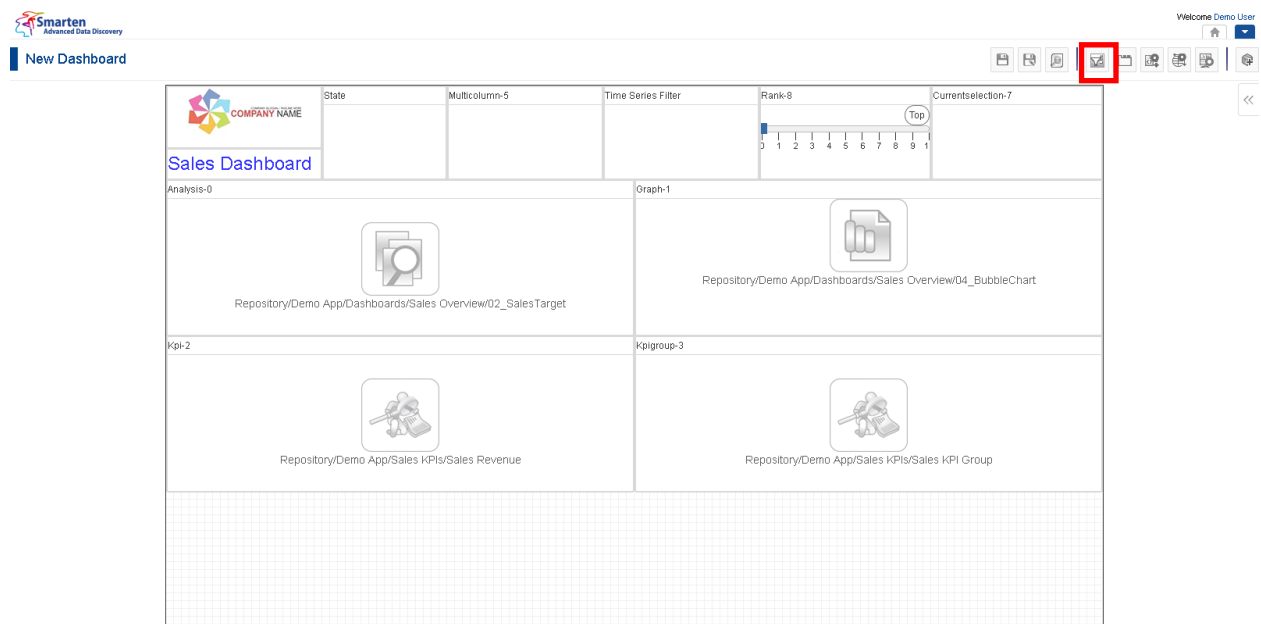 Smarten
Advanced Data Discovery
Welcome Demo User
New Dashboard
COMPANY NAME
State
Multicolumn-5
Time Series Filter
Rank-8
Currentselection-7
Top
0 1 2 3 4 5 6 7 8 9 1
Sales Dashboard
Analysis-0
Graph-1
Repository/Demo App/Dashboards/Sales Overview/02_SalesTarget
Repository/Demo App/Dashboards/Sales Overview/04_BubbleChart
Kpi-2
Kpigroup-3
Repository/Demo App/Sales KPIs/Sales Revenue
Repository/Demo App/Sales KPIs/Sales KPI Group